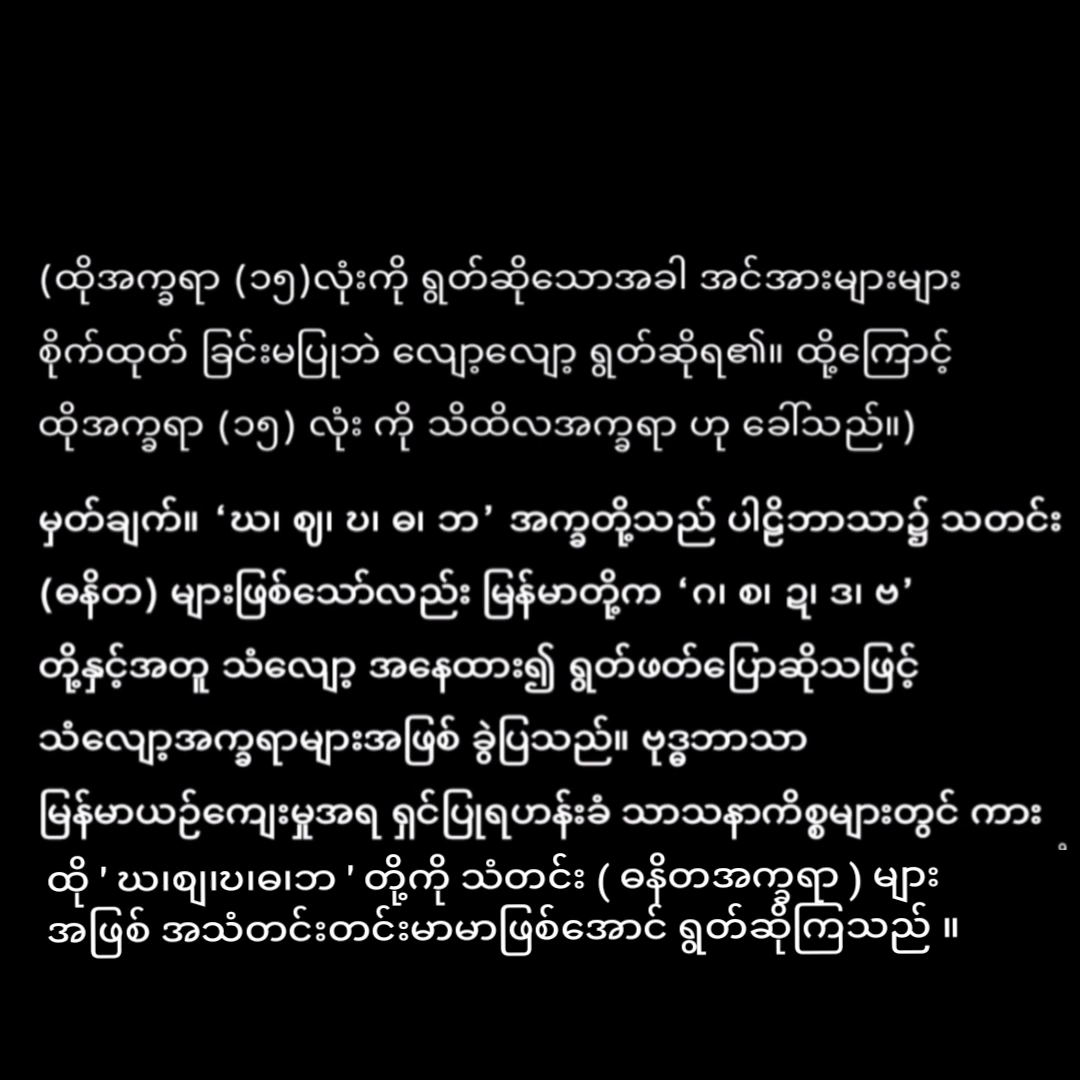 (ထိုအက္ခရာ (၁၅)လုံးကို ရွတ်ဆိုသောအခါ အင်အားများများ
စိုက်ထုတ် ခြင်းမပြုဘဲ လျော့လျော့ ရွတ်ဆိုရ၏။ ထို့ကြောင့်
ထိုအက္ခရာ (၁၅) လုံး ကို သိထိလအက္ခရာ ဟု ခေါ်သည်။)
မှတ်ချက်။ ‘ဃ၊ ဈ၊ ဎ၊ ဓ၊ ဘ’ အက္ခတို့သည် ပါဠိဘာသာ၌ သတင်း
(ဓနိတ) များဖြစ်သော်လည်း မြန်မာတို့က ‘ဂ၊ စ၊ ဍ၊ ဒ၊ ဗ’
တို့နှင့်အတူ သံလျော့ အနေထား၍ ရွတ်ဖတ်ပြောဆိုသဖြင့်
သံလျော့အက္ခရာများအဖြစ် ခွဲပြသည်။ ဗုဒ္ဓဘာသာ
မြန်မာယဉ်ကျေးမှုအရ ရှင်ပြုရဟန်းခံ သာသနာကိစ္စများတွင် ကား
ထို ' ဃ၊ဈ၊ဎ၊ဓ၊ဘ ' တို့ကို သံတင်း ( ဓနိတအက္ခရာ ) များ
အဖြစ် အသံတင်းတင်းမာမာဖြစ်အောင် ရွတ်ဆိုကြသည် ။